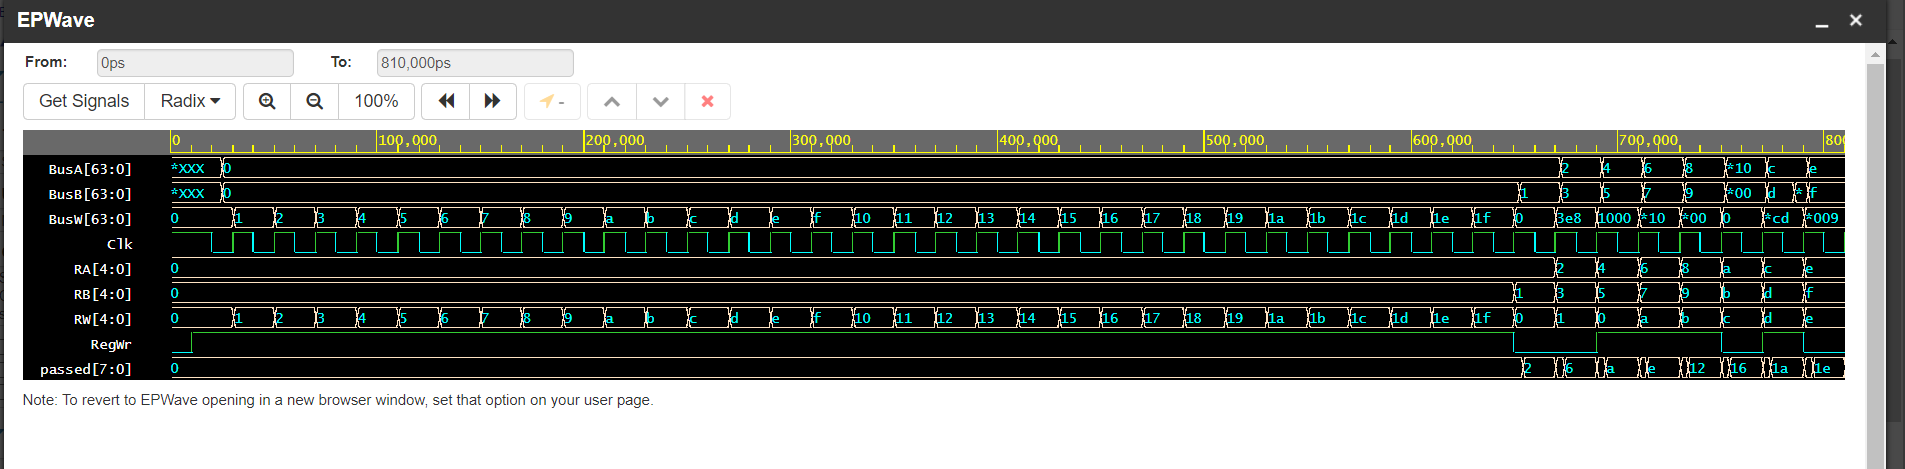 EPWave
From: 0ps To: 810,000ps
Get Signals Radix 100% -
0 100,000 200,000 300,000 400,000 500,000 600,000 700,000 800
BusA[63:0] *XXX 0 2 4 6 8 *10 c e
BusB[63:0] *XXX 0 1 3 5 7 9 *00 d * f
BusW[63:0] 0 1 2 3 4 5 6 7 8 9 a b c d e f 10 11 12 13 14 15 16 17 18 19 1a 1b 1c 1d 1e 1f 0 3e8 1000 *10 *00 0 *cd *009
Clk
RA[4:0] 0 2 4 6 8 a c e
RB[4:0] 0 1 3 5 7 9 b d f
RW[4:0] 0 1 2 3 4 5 6 7 8 9 a b c d e f 10 11 12 13 14 15 16 17 18 19 1a 1b 1c 1d 1e 1f 0 1 0 a b c d e
RegWr
passed[7:0] 0 2 6 a e 12 16 1a 1e
Note: To revert to EPWave opening in a new browser window, set that option on your user page.